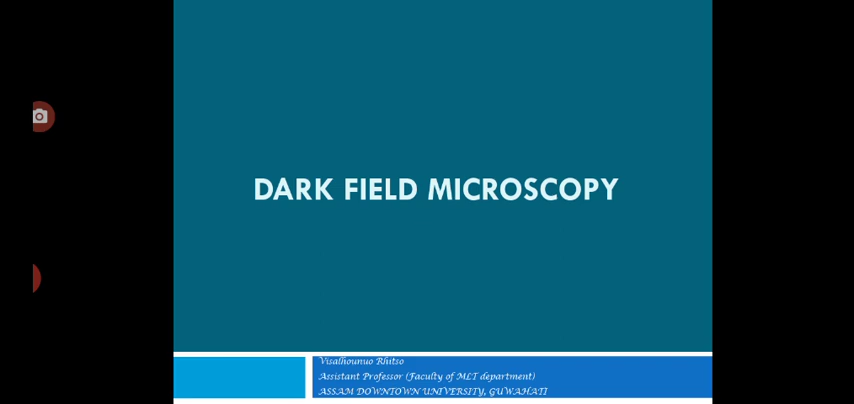 DARK FIELD MICROSCOPY
Visalhounuo Rhitso
Assistant Professor (Faculty of MLT department)
ASSAM DOWNTOWN UNIVERSITY, GUWAHATI